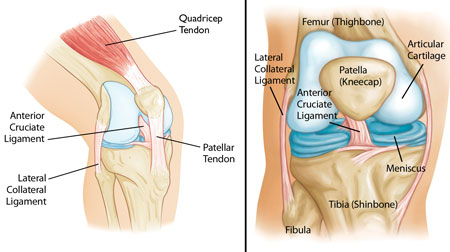 Quadricep
Tendon
Anterior
Cruciate
Ligament
Patellar
Tendon
Lateral
Collateral
Ligament
Femur (Thighbone)
Lateral
Collateral
Ligament
Articular
Cartilage
Patella
(Kneecap)
Anterior
Cruciate
Ligament
Meniscus
Tibia (Shinbone)
Fibula